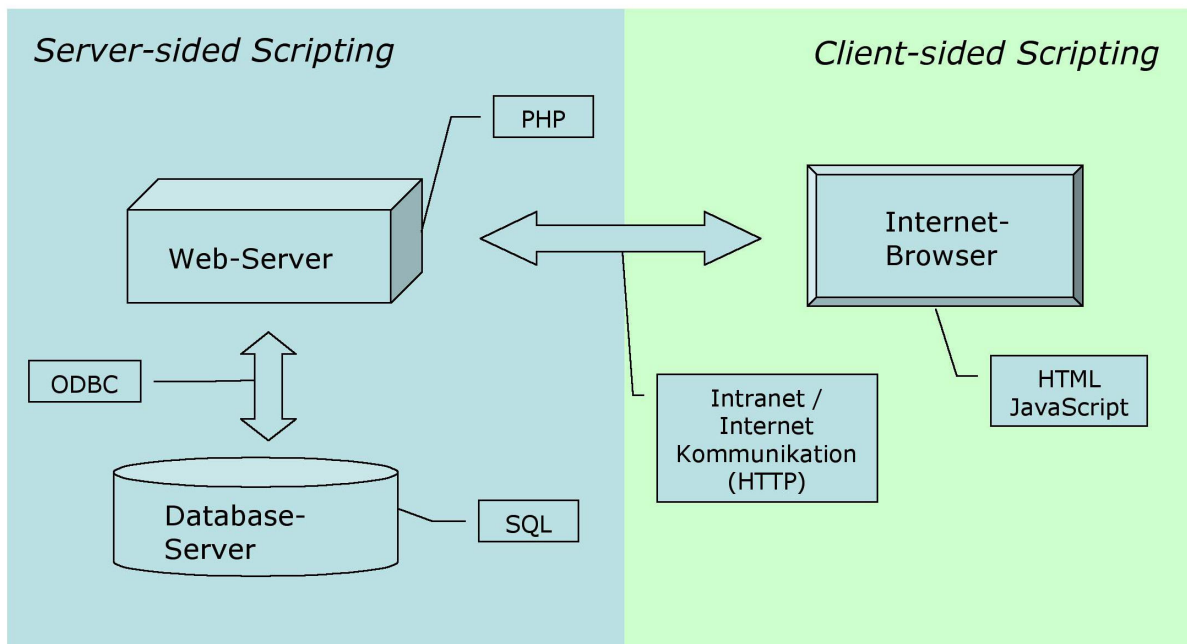 Server-sided Scripting
Client-sided Scripting
PHP
Web-Server
Internet-
Browser
ODBC
Intranet /
Internet
Kommunikation
(HTTP)
HTML
JavaScript
Database-
Server
SQL